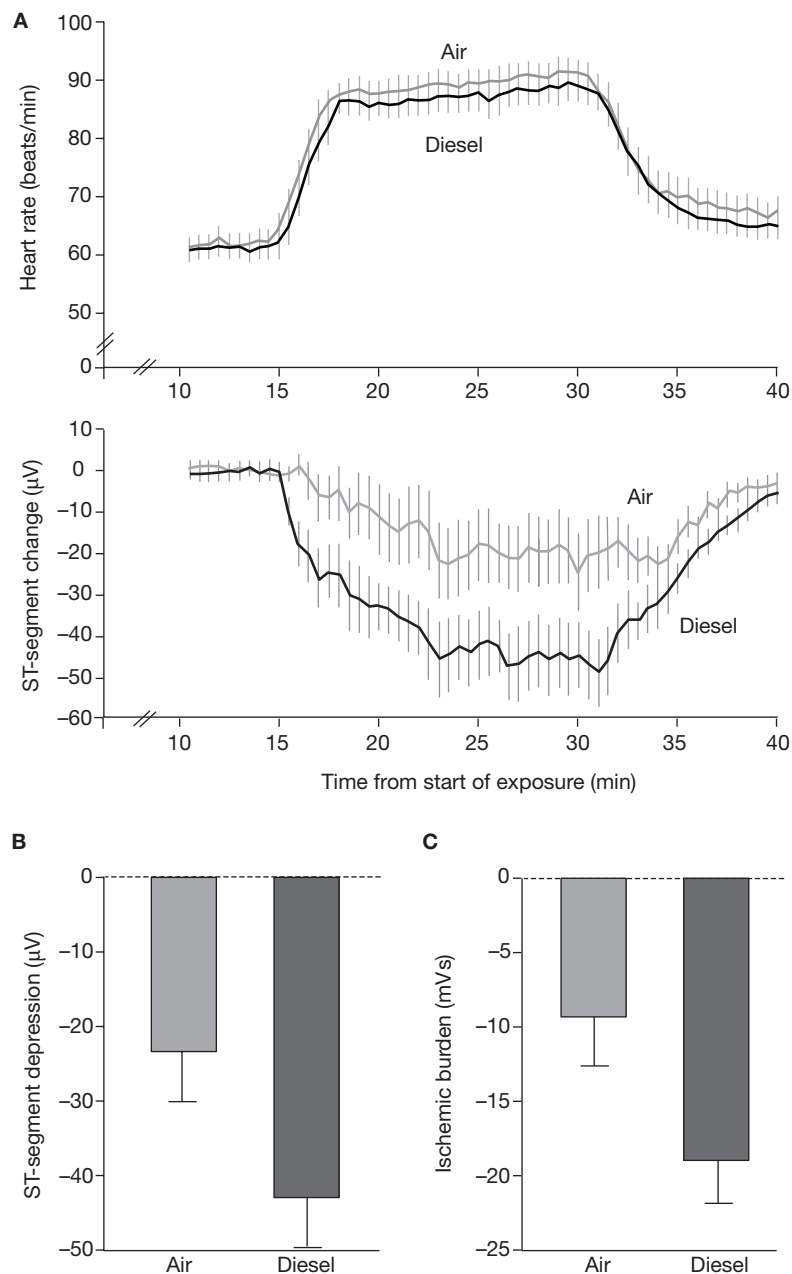 A
Heart rate (beats/min)
100
90
80
70
60
50
0
Air
Diesel
10 15 20 25 30 35 40
ST-segment change (μV)
10
0
–10
–20
–30
–40
–50
–60
Air
Diesel
10 15 20 25 30 35 40
Time from start of exposure (min)
B
ST-segment depression (μV)
0
–10
–20
–30
–40
–50
Air Diesel
C
Ischemic burden (mVs)
0
–5
–10
–15
–20
–25
Air Diesel